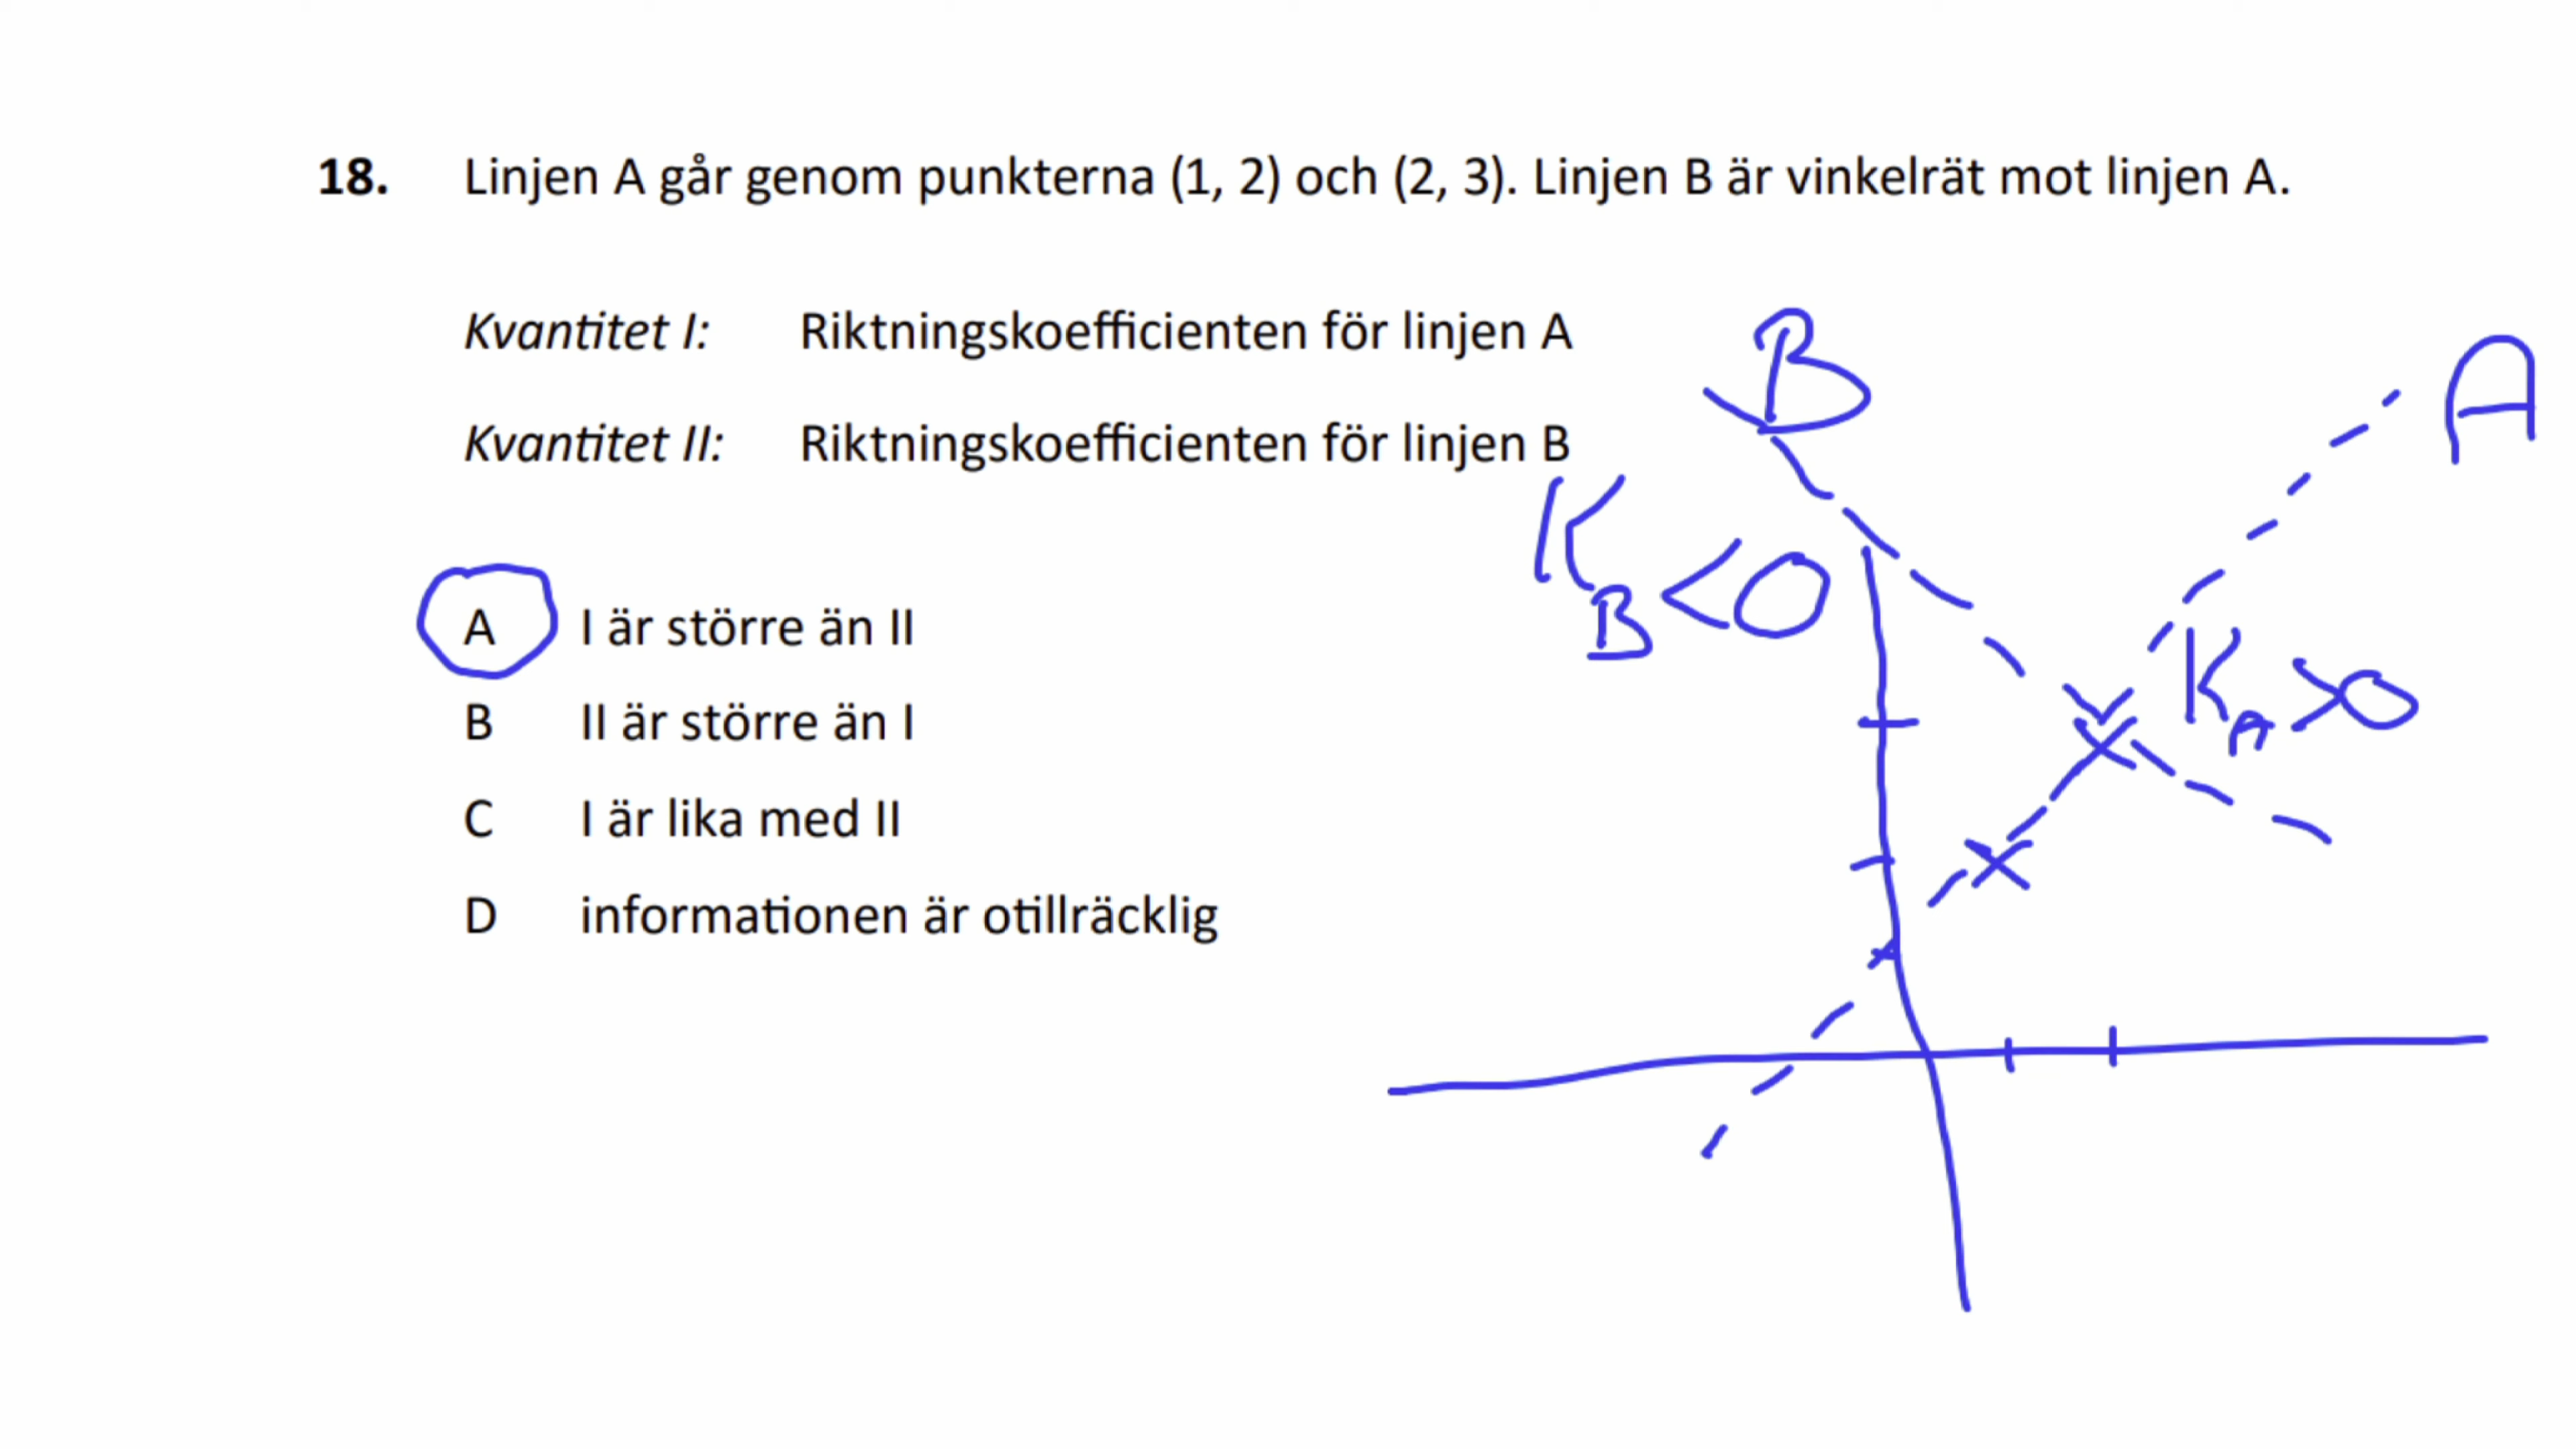 18. Linjen A går genom punkterna (1, 2) och (2, 3). Linjen B är vinkelrät mot linjen A.
Kvantitet I: Riktningskoefficienten för linjen A
Kvantitet II: Riktningskoefficienten för linjen B
A I är större än II
B II är större än I
C I är lika med II
D informationen är otillräcklig
B
A
K_B<0
K_A>0